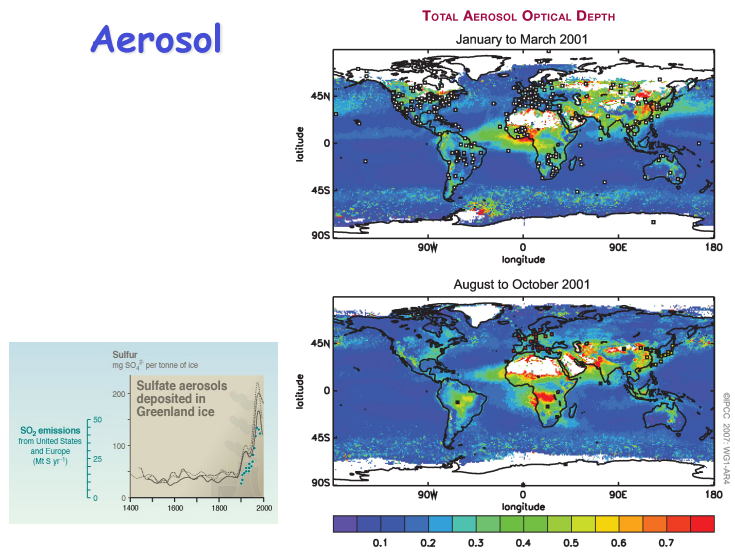 Aerosol
TOTAL AEROSOL OPTICAL DEPTH
January to March 2001
latitude
45N
0
45S
90S
90W
0
90E
180
longitude
August to October 2001
latitude
45N
0
45S
90S
90W
0
90E
180
longitude
0.1 0.2 0.3 0.4 0.5 0.6 0.7
©IPCC 2007: WG1-AR4
Sulfur
mg SO₄²⁻ per tonne of ice
Sulfate aerosols
deposited in
Greenland ice
200
100
0
50
25
0
SO₂ emissions
from United States
and Europe
(Mt S yr⁻¹)
1400 1600 1800 2000